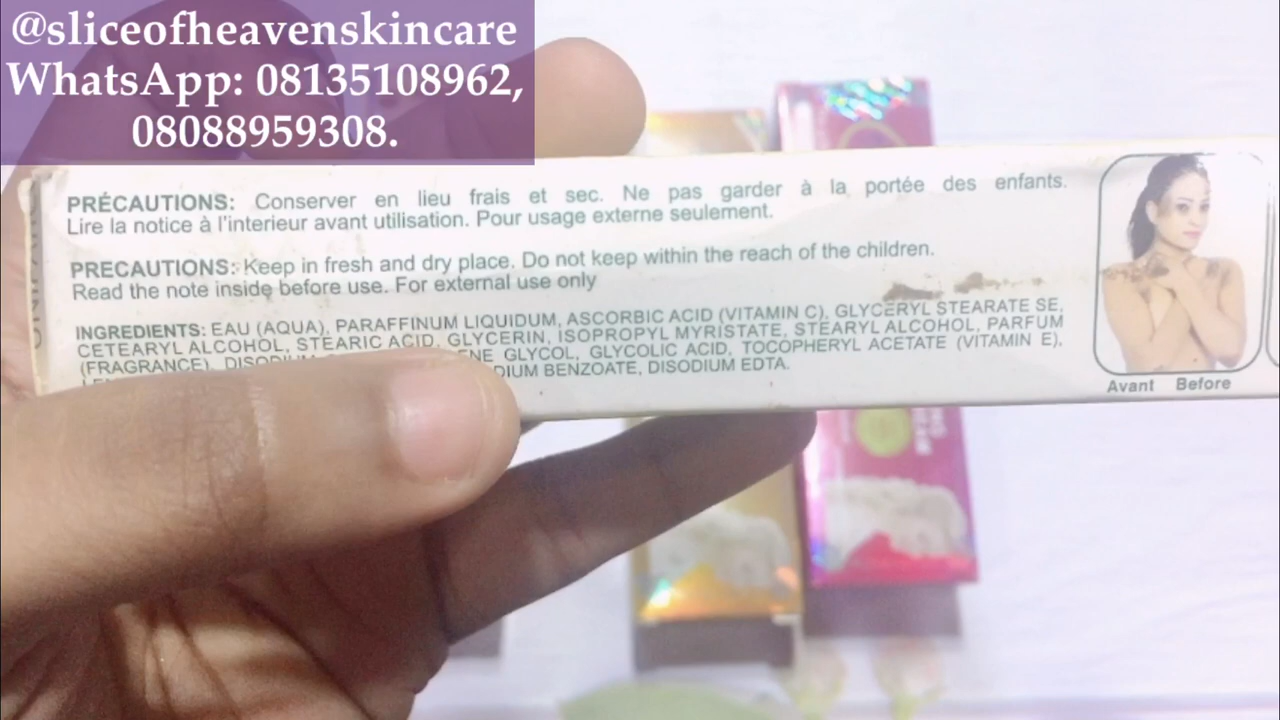 @sliceofheavenskincare
WhatsApp: 08135108962,
08088959308.
PRÉCAUTIONS: Conserver en lieu frais et sec. Ne pas garder à la portée des enfants.
Lire la notice à l'interieur avant utilisation. Pour usage externe seulement.
PRECAUTIONS: Keep in fresh and dry place. Do not keep within the reach of the children.
Read the note inside before use. For external use only
INGREDIENTS: EAU (AQUA), PARAFFINUM LIQUIDUM, ASCORBIC ACID (VITAMIN C), GLYCERYL STEARATE SE,
CETEARYL ALCOHOL, STEARIC ACID, GLYCERIN, ISOPROPYL MYRISTATE, STEARYL ALCOHOL, PARFUM
(FRAGRANCE), GLYCOL, GLYCOLIC ACID, TOCOPHERYL ACETATE (VITAMIN E),
BENZOATE, DISODIUM EDTA.
Avant Before